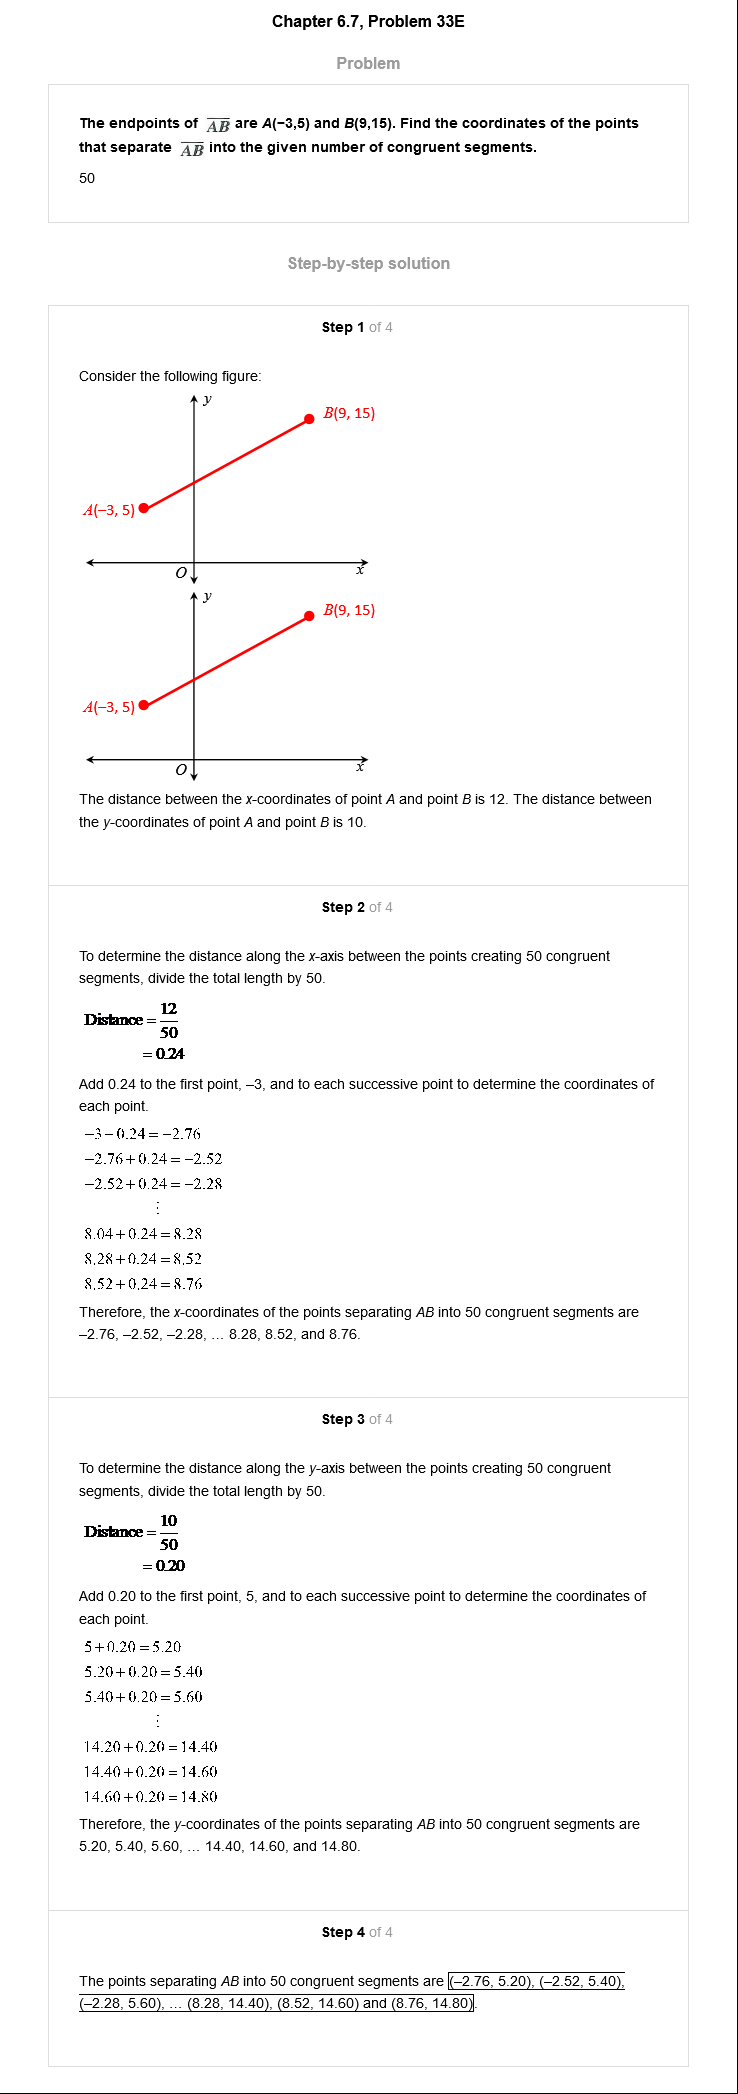 Chapter 6.7, Problem 33E
Problem
The endpoints of AB are A(−3,5) and B(9,15). Find the coordinates of the points
that separate AB into the given number of congruent segments.
50
Step-by-step solution
Step 1 of 4
Consider the following figure:
y
B(9, 15)
A(−3, 5)
O
x
y
B(9, 15)
A(−3, 5)
O
x
The distance between the x-coordinates of point A and point B is 12. The distance between
the y-coordinates of point A and point B is 10.
Step 2 of 4
To determine the distance along the x-axis between the points creating 50 congruent
segments, divide the total length by 50.
Distance = 12/50
= 0.24
Add 0.24 to the first point, –3, and to each successive point to determine the coordinates of
each point.
−3 − 0.24 = −2.76
−2.76 + 0.24 = −2.52
−2.52 + 0.24 = −2.28
⋮
8.04 + 0.24 = 8.28
8.28 + 0.24 = 8.52
8.52 + 0.24 = 8.76
Therefore, the x-coordinates of the points separating AB into 50 congruent segments are
–2.76, –2.52, –2.28, … 8.28, 8.52, and 8.76.
Step 3 of 4
To determine the distance along the y-axis between the points creating 50 congruent
segments, divide the total length by 50.
Distance = 10/50
= 0.20
Add 0.20 to the first point, 5, and to each successive point to determine the coordinates of
each point.
5 + 0.20 = 5.20
5.20 + 0.20 = 5.40
5.40 + 0.20 = 5.60
⋮
14.20 + 0.20 = 14.40
14.40 + 0.20 = 14.60
14.60 + 0.20 = 14.80
Therefore, the y-coordinates of the points separating AB into 50 congruent segments are
5.20, 5.40, 5.60, … 14.40, 14.60, and 14.80.
Step 4 of 4
The points separating AB into 50 congruent segments are (–2.76, 5.20), (–2.52, 5.40),
(–2.28, 5.60), … (8.28, 14.40), (8.52, 14.60) and (8.76, 14.80).